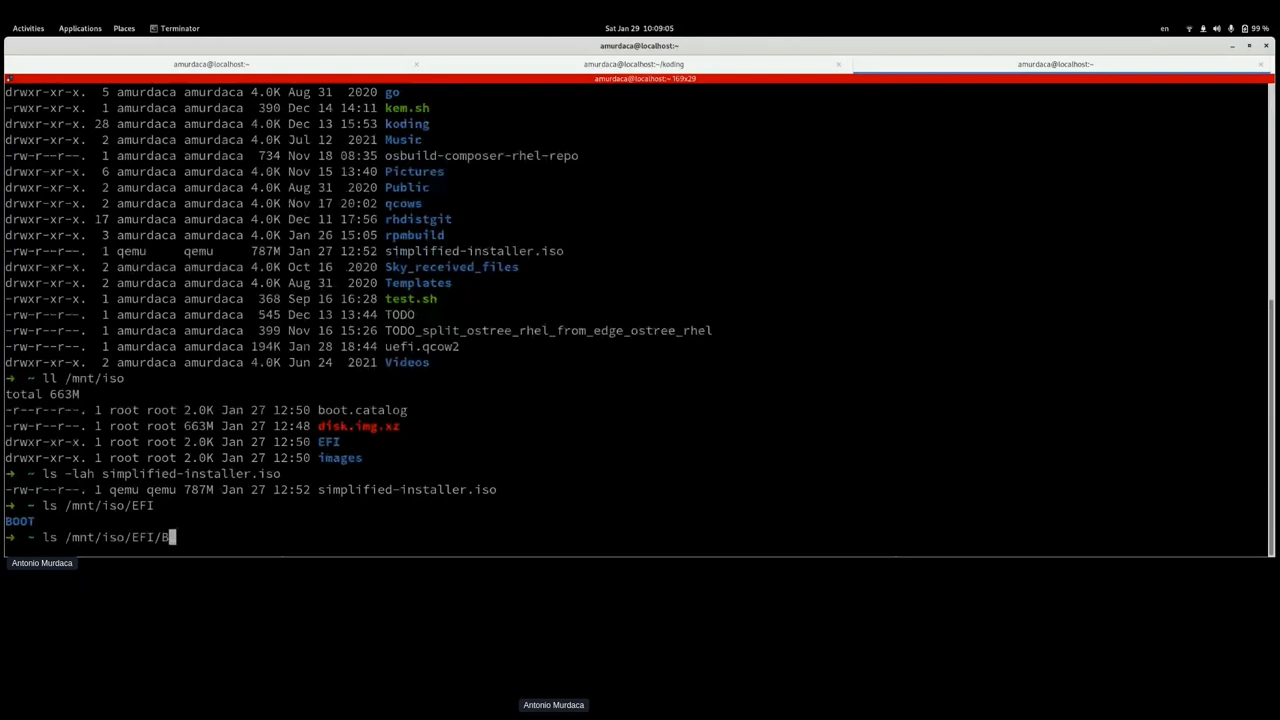 Activities Applications Places Terminator Sat Jan 29 10:09:05 en 99 %
amurdaca@localhost:~
amurdaca@localhost:~ amurdaca@localhost:~/koding amurdaca@localhost:~
amurdaca@localhost:~ 169x29
drwxr-xr-x. 5 amurdaca amurdaca 4.0K Aug 31 2020 go
-rwxr-xr-x. 1 amurdaca amurdaca 390 Dec 14 14:11 kem.sh
drwxr-xr-x. 28 amurdaca amurdaca 4.0K Dec 13 15:53 koding
drwxr-xr-x. 2 amurdaca amurdaca 4.0K Jul 12 2021 Music
-rw-r--r--. 1 amurdaca amurdaca 734 Nov 18 08:35 osbuild-composer-rhel-repo
drwxr-xr-x. 6 amurdaca amurdaca 4.0K Nov 15 13:40 Pictures
drwxr-xr-x. 2 amurdaca amurdaca 4.0K Aug 31 2020 Public
drwxr-xr-x. 2 amurdaca amurdaca 4.0K Nov 17 20:02 qcows
drwxr-xr-x. 17 amurdaca amurdaca 4.0K Dec 11 17:56 rhdistgit
drwxr-xr-x. 3 amurdaca amurdaca 4.0K Jan 26 15:05 rpmbuild
-rw-r--r--. 1 qemu qemu 787M Jan 27 12:52 simplified-installer.iso
drwxr-xr-x. 2 amurdaca amurdaca 4.0K Oct 16 2020 Sky_received_files
drwxr-xr-x. 2 amurdaca amurdaca 4.0K Aug 31 2020 Templates
-rwxr-xr-x. 1 amurdaca amurdaca 368 Sep 16 16:28 test.sh
-rw-r--r--. 1 amurdaca amurdaca 545 Dec 13 13:44 TODO
-rw-r--r--. 1 amurdaca amurdaca 399 Nov 16 15:26 TODO_split_ostree_rhel_from_edge_ostree_rhel
-rw-r--r--. 1 amurdaca amurdaca 194K Jan 28 18:44 uefi.qcow2
drwxr-xr-x. 2 amurdaca amurdaca 4.0K Jun 24 2021 Videos
➜ ~ ll /mnt/iso
total 663M
-r--r--r--. 1 root root 2.0K Jan 27 12:50 boot.catalog
-rw-r--r--. 1 root root 663M Jan 27 12:48 disk.img.xz
drwxr-xr-x. 1 root root 2.0K Jan 27 12:50 EFI
drwxr-xr-x. 1 root root 2.0K Jan 27 12:50 images
➜ ~ ls -lah simplified-installer.iso
-rw-r--r--. 1 qemu qemu 787M Jan 27 12:52 simplified-installer.iso
➜ ~ ls /mnt/iso/EFI
BOOT
➜ ~ ls /mnt/iso/EFI/B
Antonio Murdaca
Antonio Murdaca